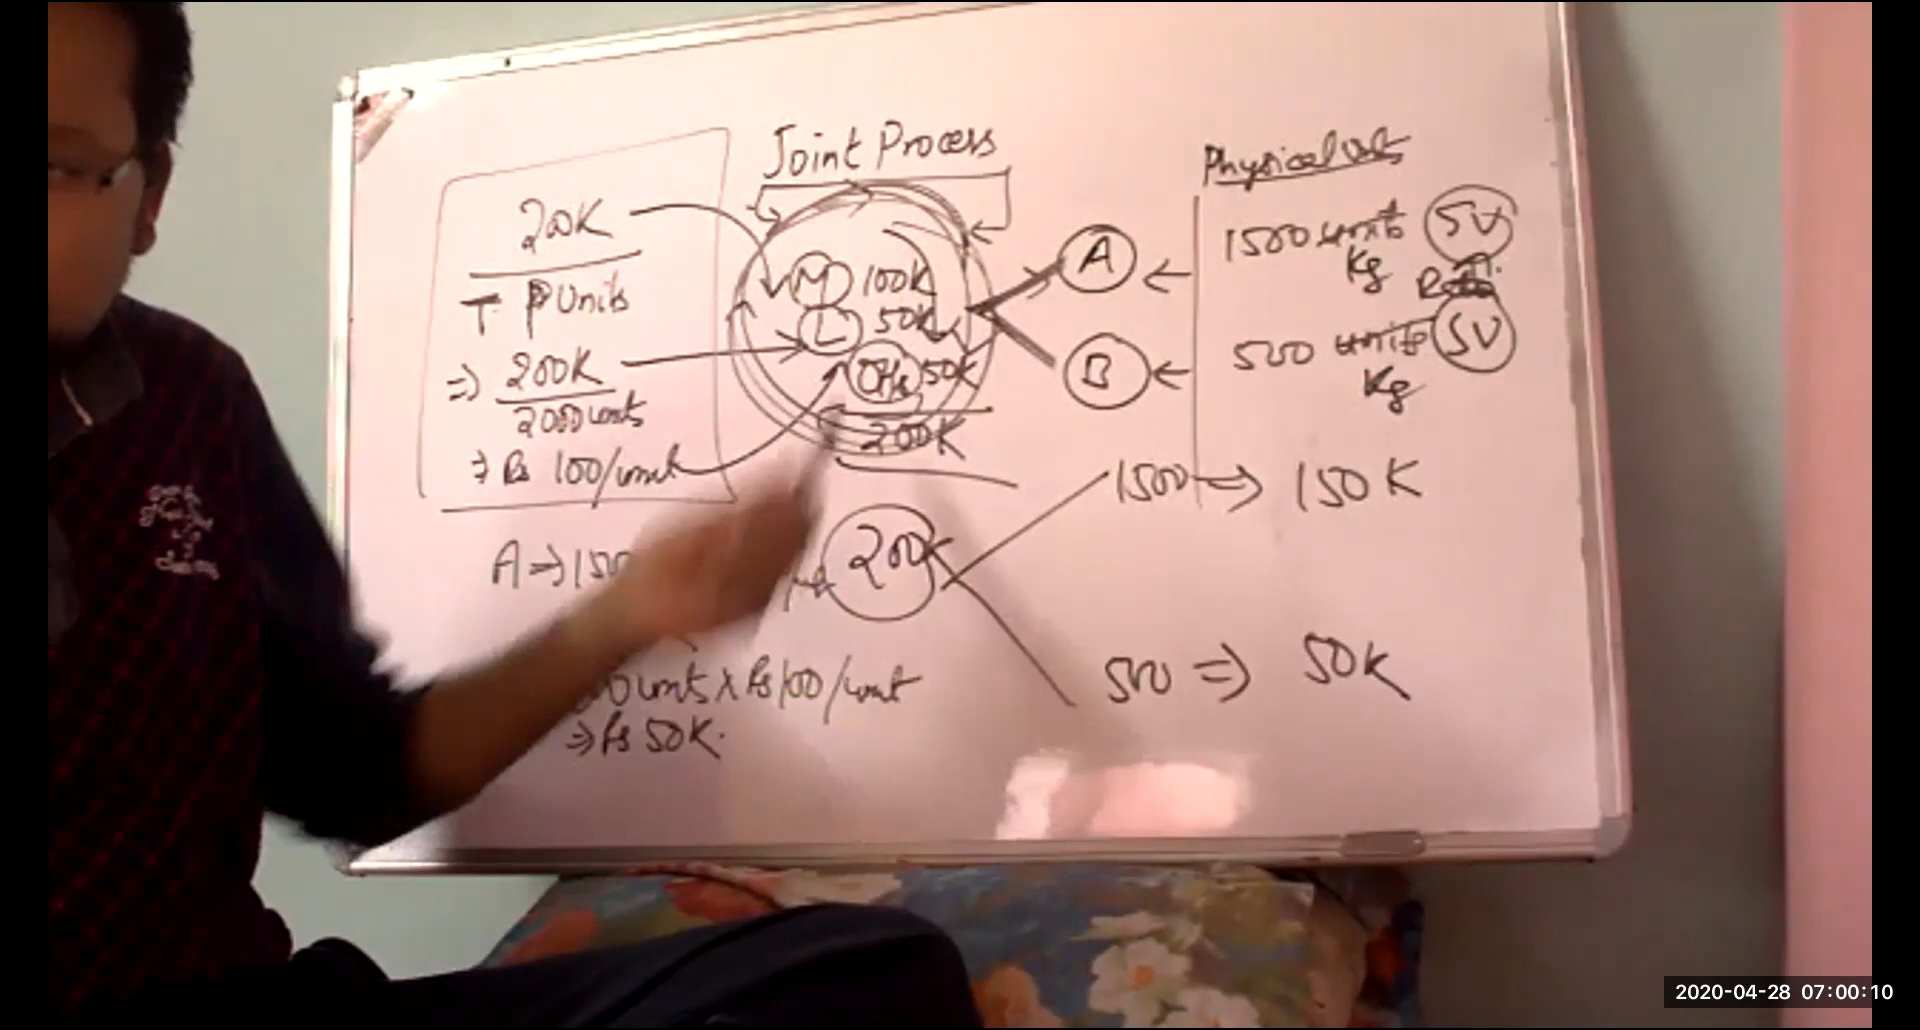 Joint Process
200K
T P Units
⇒ 200K
2000 units
⇒ Rs 100/unit
M 100K
L 50K
OHs 50K
200K
A
B
Physical
1500 units SV
Kg
500 units SV
Kg
A ⇒ 150
200K
1500 ⇒ 150K
500 ⇒ 50K
units × Rs 100/unit
⇒ Rs 50K.
2020-04-28 07:00:10